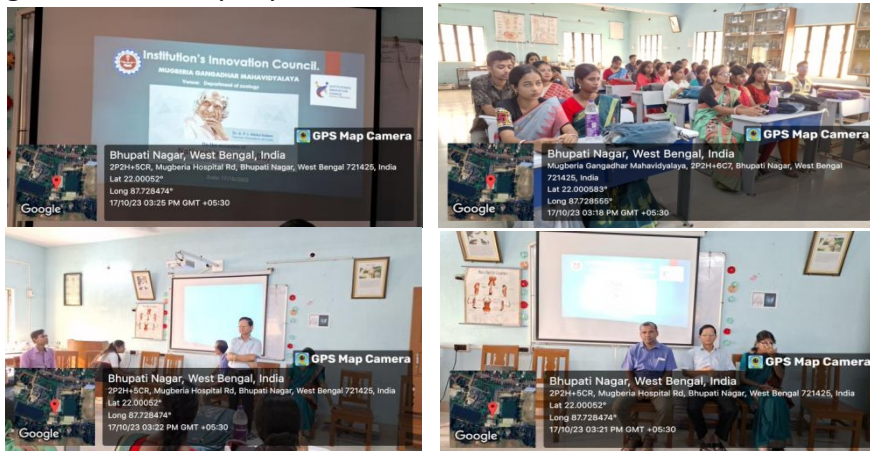 Institution's Innovation Council.
MUGBERIA GANGADHAR MAHAVIDYALAYA
Department of zoology
GPS Map Camera
Bhupati Nagar, West Bengal, India
2P2H+5CR, Mugberia Hospital Rd, Bhupati Nagar, West Bengal 721425, India
Lat 22.00052°
Long 87.728474°
17/10/23 03:25 PM GMT +05:30
Google
GPS Map Camera
Bhupati Nagar, West Bengal, India
Mugberia Gangadhar Mahavidyalaya, 2P2H+6C7, Bhupati Nagar, West Bengal
721425, India
Lat 22.000583°
Long 87.728555°
17/10/23 03:18 PM GMT +05:30
Google
GPS Map Camera
Bhupati Nagar, West Bengal, India
2P2H+5CR, Mugberia Hospital Rd, Bhupati Nagar, West Bengal 721425, India
Lat 22.00052°
Long 87.728474°
17/10/23 03:22 PM GMT +05:30
Google
GPS Map Camera
Bhupati Nagar, West Bengal, India
2P2H+5CR, Mugberia Hospital Rd, Bhupati Nagar, West Bengal 721425, India
Lat 22.00052°
Long 87.728474°
17/10/23 03:21 PM GMT +05:30
Google